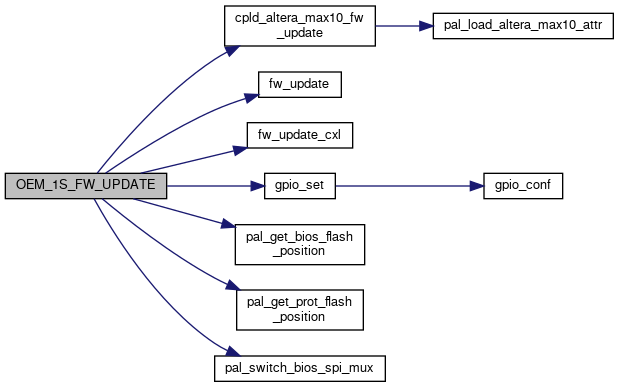 cpld_altera_max10_fw
_update
pal_load_altera_max10_attr
fw_update
fw_update_cxl
OEM_1S_FW_UPDATE
gpio_set
gpio_conf
pal_get_bios_flash
_position
pal_get_prot_flash
_position
pal_switch_bios_spi_mux